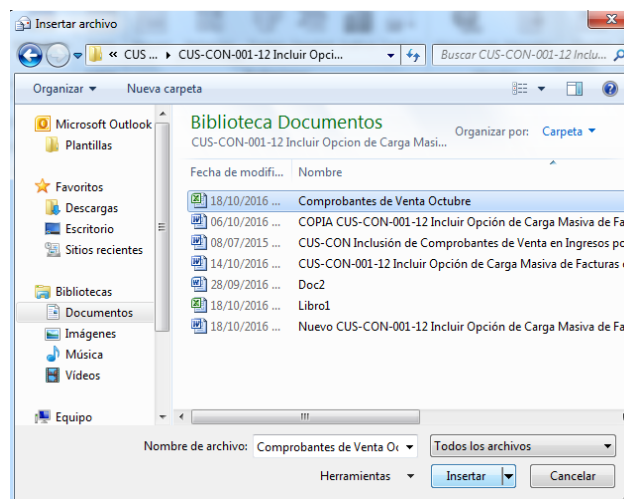 Insertar archivo
« CUS ... CUS-CON-001-12 Incluir Opci...
Buscar CUS-CON-001-12 Inclu...
Organizar Nueva carpeta
Microsoft Outlook
Plantillas
Favoritos
Descargas
Escritorio
Sitios recientes
Bibliotecas
Documentos
Imágenes
Música
Vídeos
Equipo
Biblioteca Documentos
CUS-CON-001-12 Incluir Opcion de Carga Masi...
Organizar por: Carpeta
Fecha de modifi... Nombre
18/10/2016 ... Comprobantes de Venta Octubre
06/10/2016 ... COPIA CUS-CON-001-12 Incluir Opción de Carga Masiva de Fa
08/07/2015 ... CUS-CON Inclusión de Comprobantes de Venta en Ingresos po
14/10/2016 ... CUS-CON-001-12 Incluir Opción de Carga Masiva de Facturas
28/09/2016 ... Doc2
18/10/2016 ... Libro1
18/10/2016 ... Nuevo CUS-CON-001-12 Incluir Opción de Carga Masiva de Fa
Nombre de archivo: Comprobantes de Venta Oc
Todos los archivos
Herramientas Insertar Cancelar